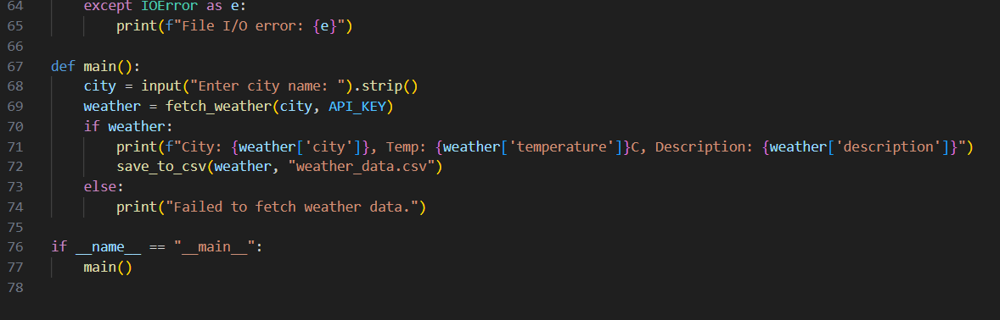 64 except IOError as e:
65 print(f"File I/O error: {e}")
66
67 def main():
68 city = input("Enter city name: ").strip()
69 weather = fetch_weather(city, API_KEY)
70 if weather:
71 print(f"City: {weather['city']}, Temp: {weather['temperature']}C, Description: {weather['description']}")
72 save_to_csv(weather, "weather_data.csv")
73 else:
74 print("Failed to fetch weather data.")
75
76 if __name__ == "__main__":
77 main()
78